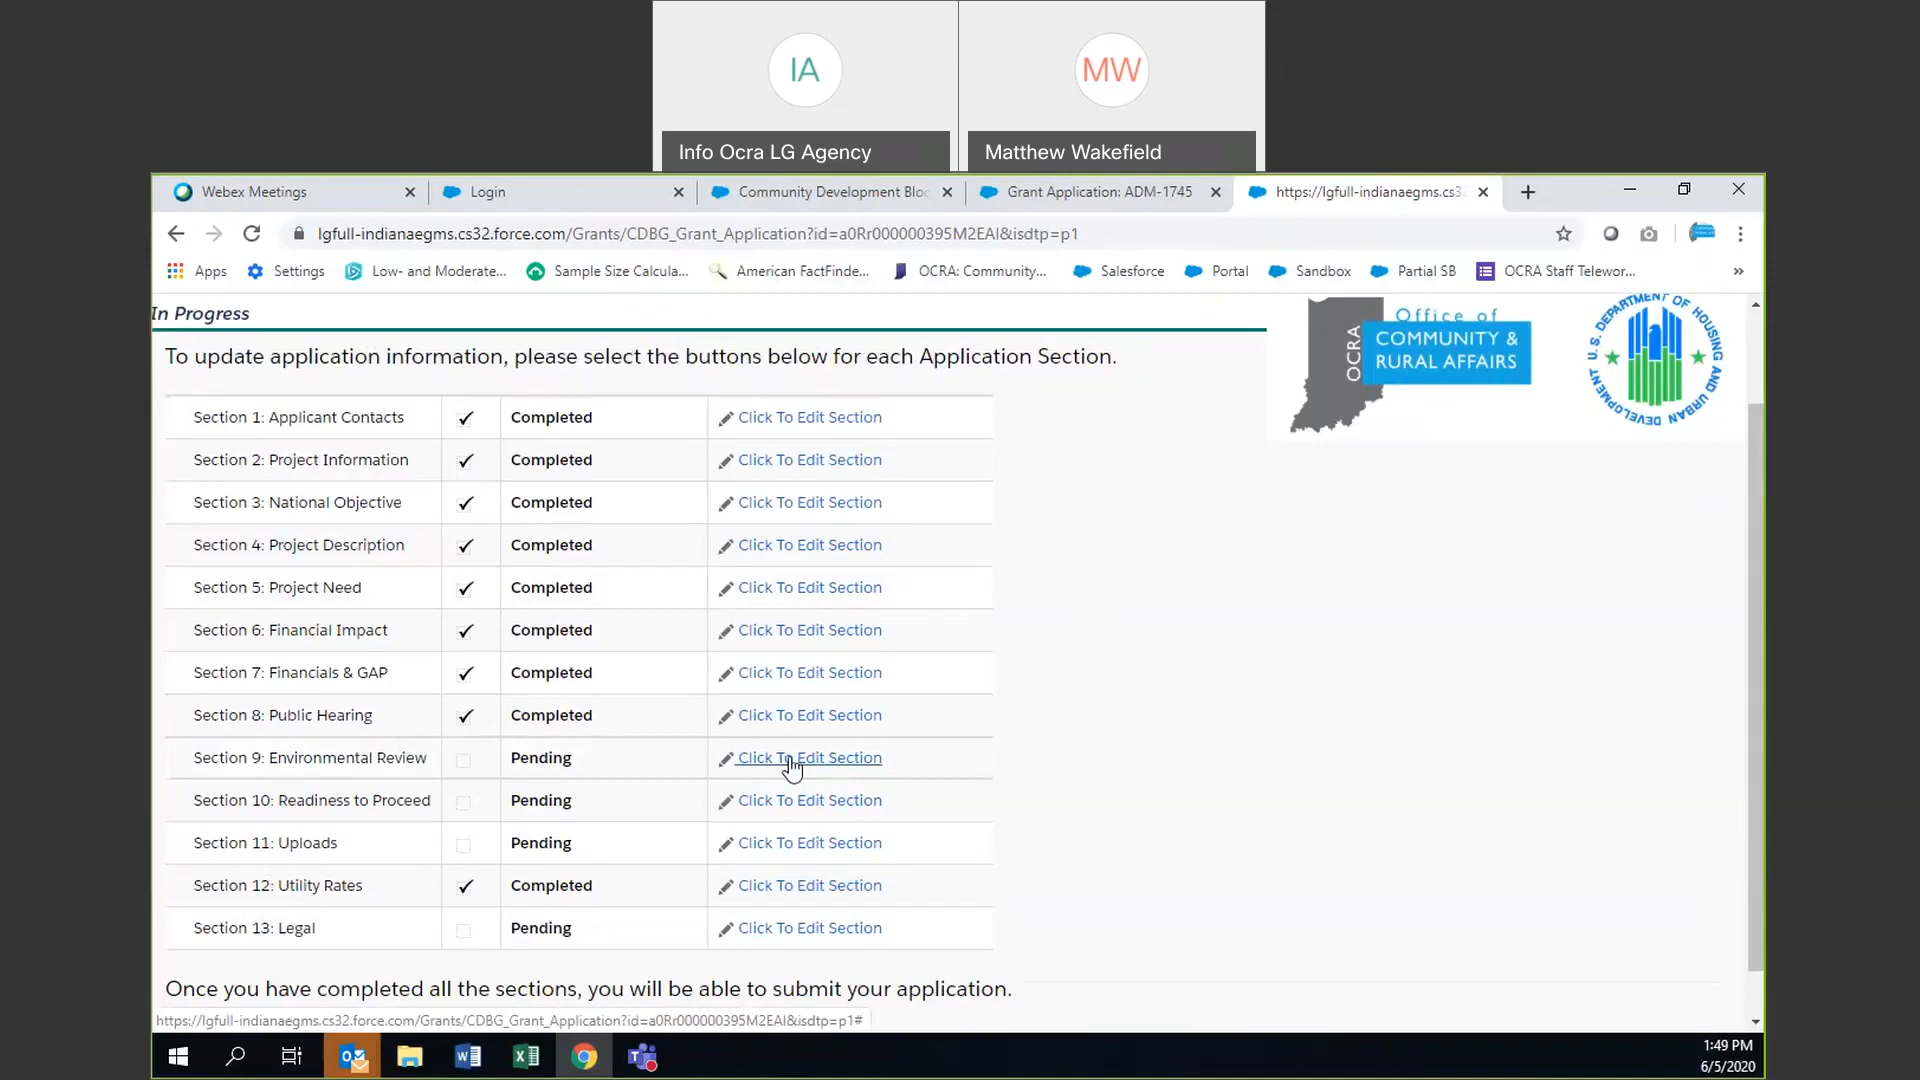 IA
MW
Info Ocra LG Agency
Matthew Wakefield
Webex Meetings
Login
Community Development Bloc
Grant Application: ADM-1745
https://lgfull-indianaegms.cs32
lgfull-indianaegms.cs32.force.com/Grants/CDBG_Grant_Application?id=a0Rr000000395M2EAI&isdtp=p1
Apps
Settings
Low- and Moderate...
Sample Size Calcula...
American FactFinde...
OCRA: Community...
Salesforce
Portal
Sandbox
Partial SB
OCRA Staff Telewor...
»
In Progress
OCRA
Office of
COMMUNITY &
RURAL AFFAIRS
U.S. DEPARTMENT OF HOUSING AND URBAN DEVELOPMENT
To update application information, please select the buttons below for each Application Section.
Section 1: Applicant Contacts ✓ Completed Click To Edit Section
Section 2: Project Information ✓ Completed Click To Edit Section
Section 3: National Objective ✓ Completed Click To Edit Section
Section 4: Project Description ✓ Completed Click To Edit Section
Section 5: Project Need ✓ Completed Click To Edit Section
Section 6: Financial Impact ✓ Completed Click To Edit Section
Section 7: Financials & GAP ✓ Completed Click To Edit Section
Section 8: Public Hearing ✓ Completed Click To Edit Section
Section 9: Environmental Review Pending Click To Edit Section
Section 10: Readiness to Proceed Pending Click To Edit Section
Section 11: Uploads Pending Click To Edit Section
Section 12: Utility Rates ✓ Completed Click To Edit Section
Section 13: Legal Pending Click To Edit Section
Once you have completed all the sections, you will be able to submit your application.
https://lgfull-indianaegms.cs32.force.com/Grants/CDBG_Grant_Application?id=a0Rr000000395M2EAI&isdtp=p1#
1:49 PM
6/5/2020